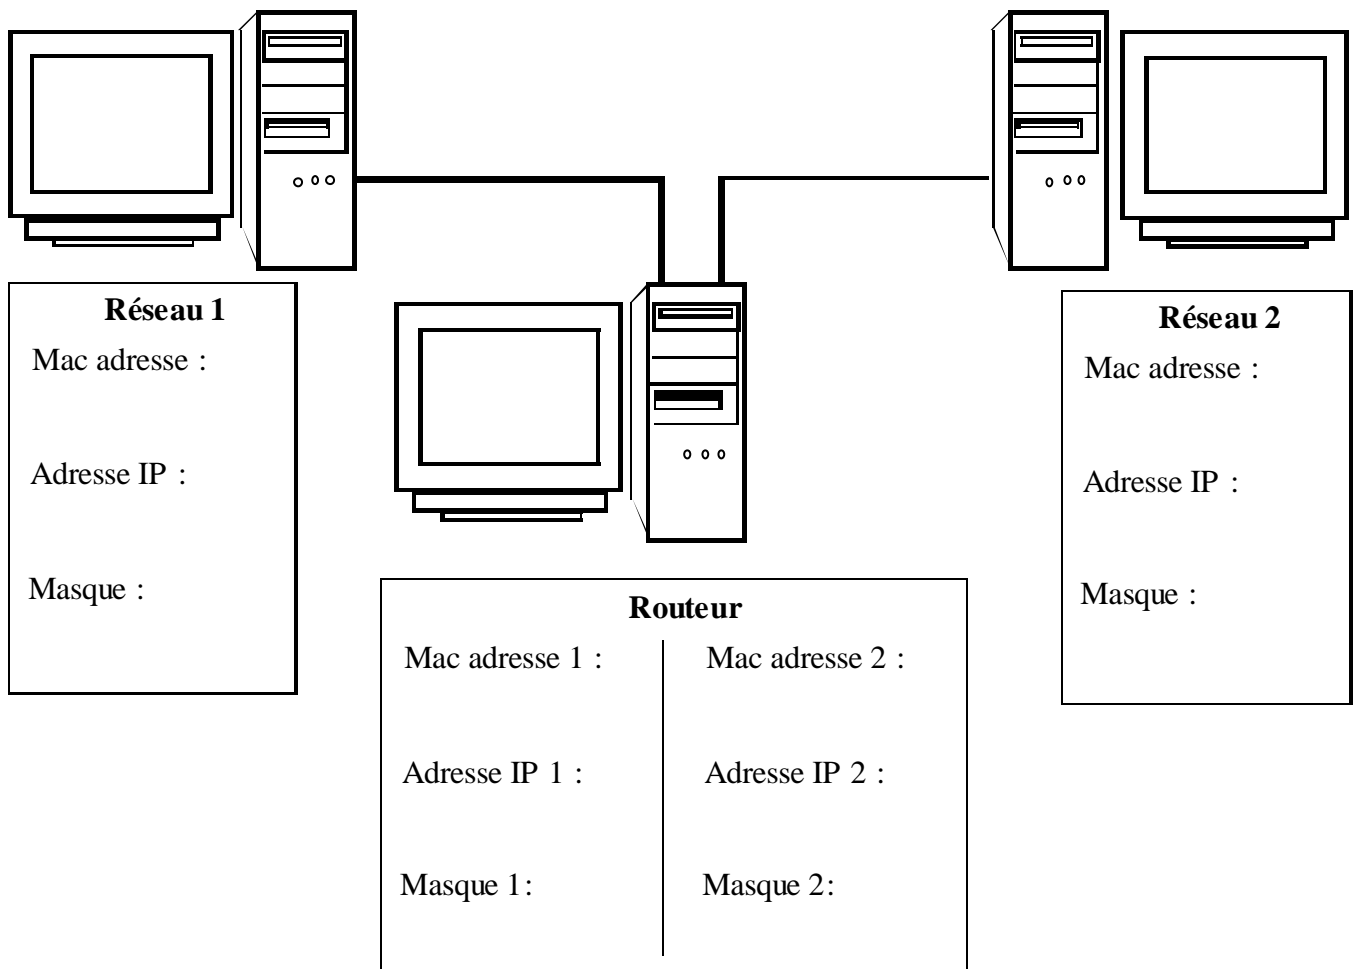 Réseau 1
Mac adresse :
Adresse IP :
Masque :
Réseau 2
Mac adresse :
Adresse IP :
Masque :
Routeur
Mac adresse 1 :
Adresse IP 1 :
Masque 1:
Mac adresse 2 :
Adresse IP 2 :
Masque 2: